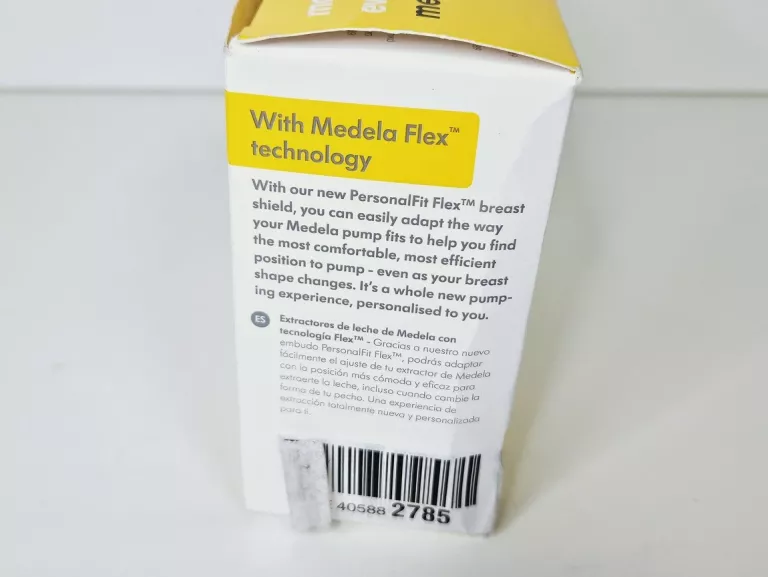 With Medela Flex™
technology
With our new PersonalFit Flex™ breast
shield, you can easily adapt the way
your Medela pump fits to help you find
the most comfortable, most efficient
position to pump - even as your breast
shape changes. It's a whole new pump-
ing experience, personalised to you.
ES
Extractores de leche de Medela con
tecnología Flex™ - Gracias a nuestro nuevo
embudo PersonalFit Flex™, podrás adaptar
fácilmente el ajuste de tu extractor de Medela
con la posición más cómoda y eficaz para
extraerte la leche, incluso cuando cambie la
forma de tu pecho. Una experiencia de
extracción totalmente nueva y personalizada
para ti.
40588 2785